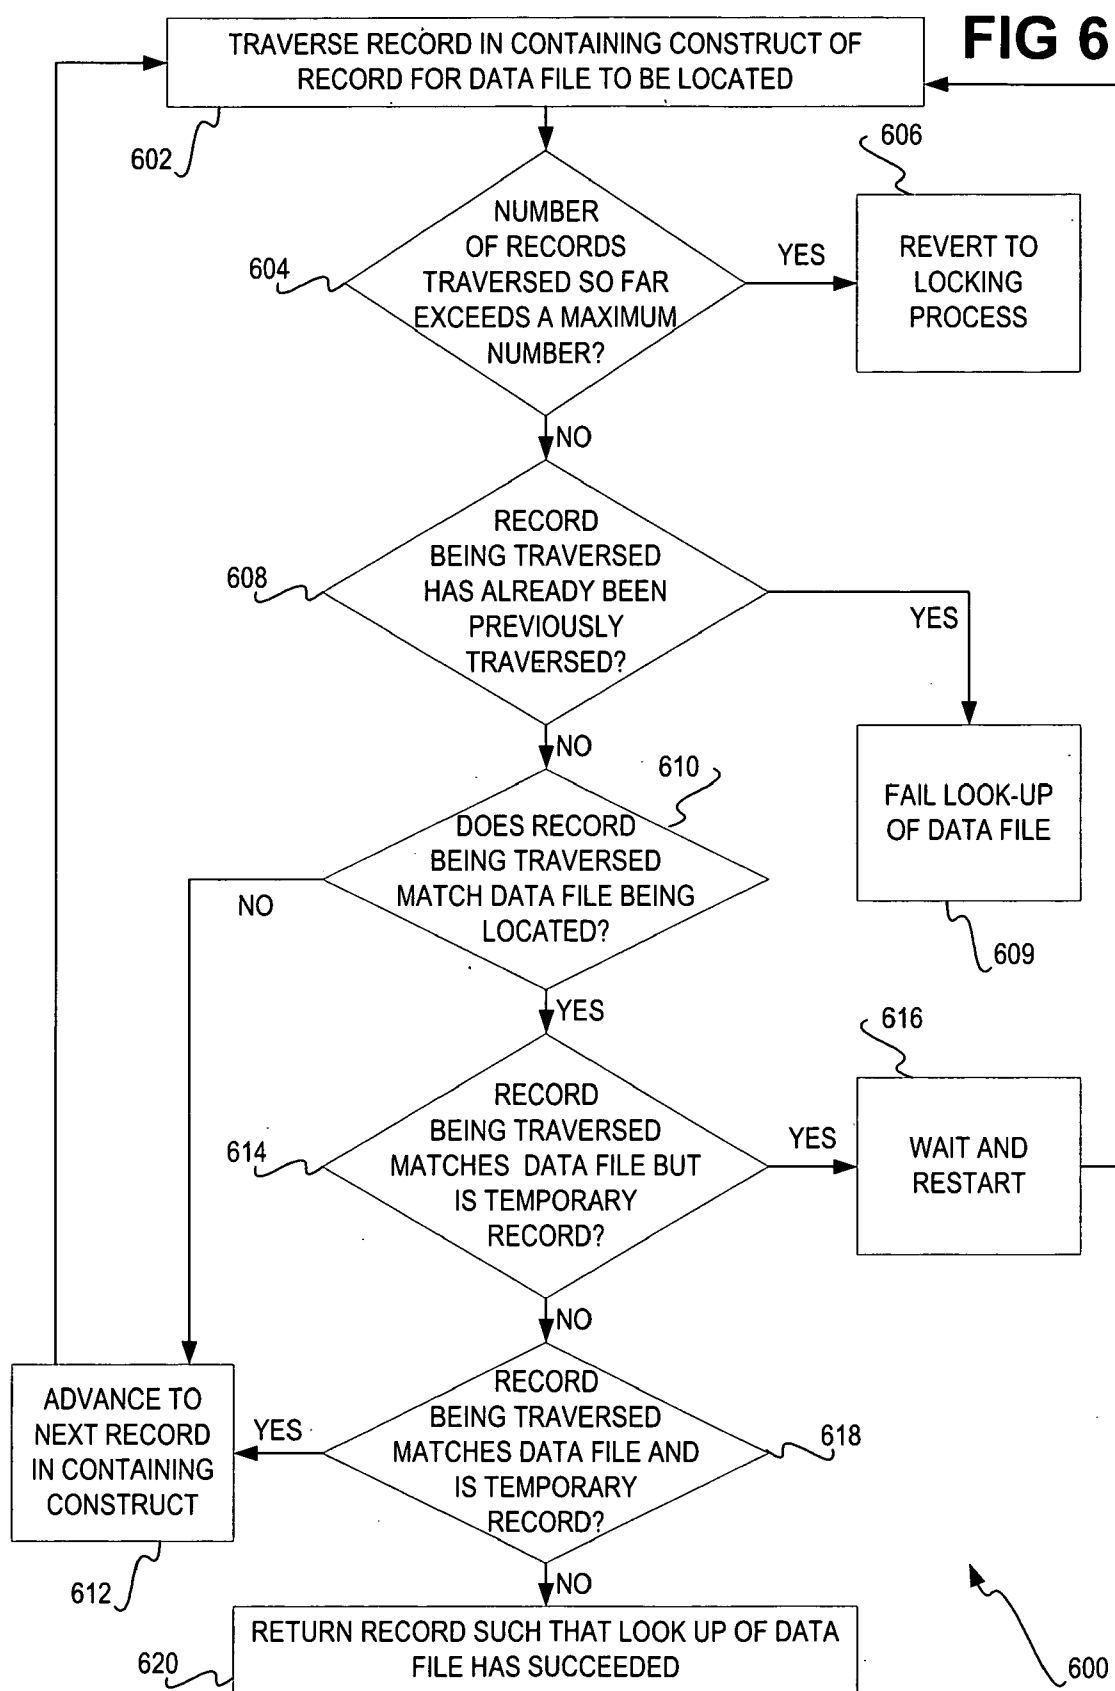 FIG 6
TRAVERSE RECORD IN CONTAINING CONSTRUCT OF
RECORD FOR DATA FILE TO BE LOCATED
602
606
NUMBER
OF RECORDS
TRAVERSED SO FAR
EXCEEDS A MAXIMUM
NUMBER?
604
YES
REVERT TO
LOCKING
PROCESS
NO
RECORD
BEING TRAVERSED
HAS ALREADY BEEN
PREVIOUSLY
TRAVERSED?
608
YES
NO
610
FAIL LOOK-UP
OF DATA FILE
609
DOES RECORD
BEING TRAVERSED
MATCH DATA FILE BEING
LOCATED?
NO
YES
616
RECORD
BEING TRAVERSED
MATCHES DATA FILE BUT
IS TEMPORARY
RECORD?
614
YES
WAIT AND
RESTART
NO
RECORD
BEING TRAVERSED
MATCHES DATA FILE AND
IS TEMPORARY
RECORD?
618
YES
ADVANCE TO
NEXT RECORD
IN CONTAINING
CONSTRUCT
612
NO
RETURN RECORD SUCH THAT LOOK UP OF DATA
FILE HAS SUCCEEDED
620
600